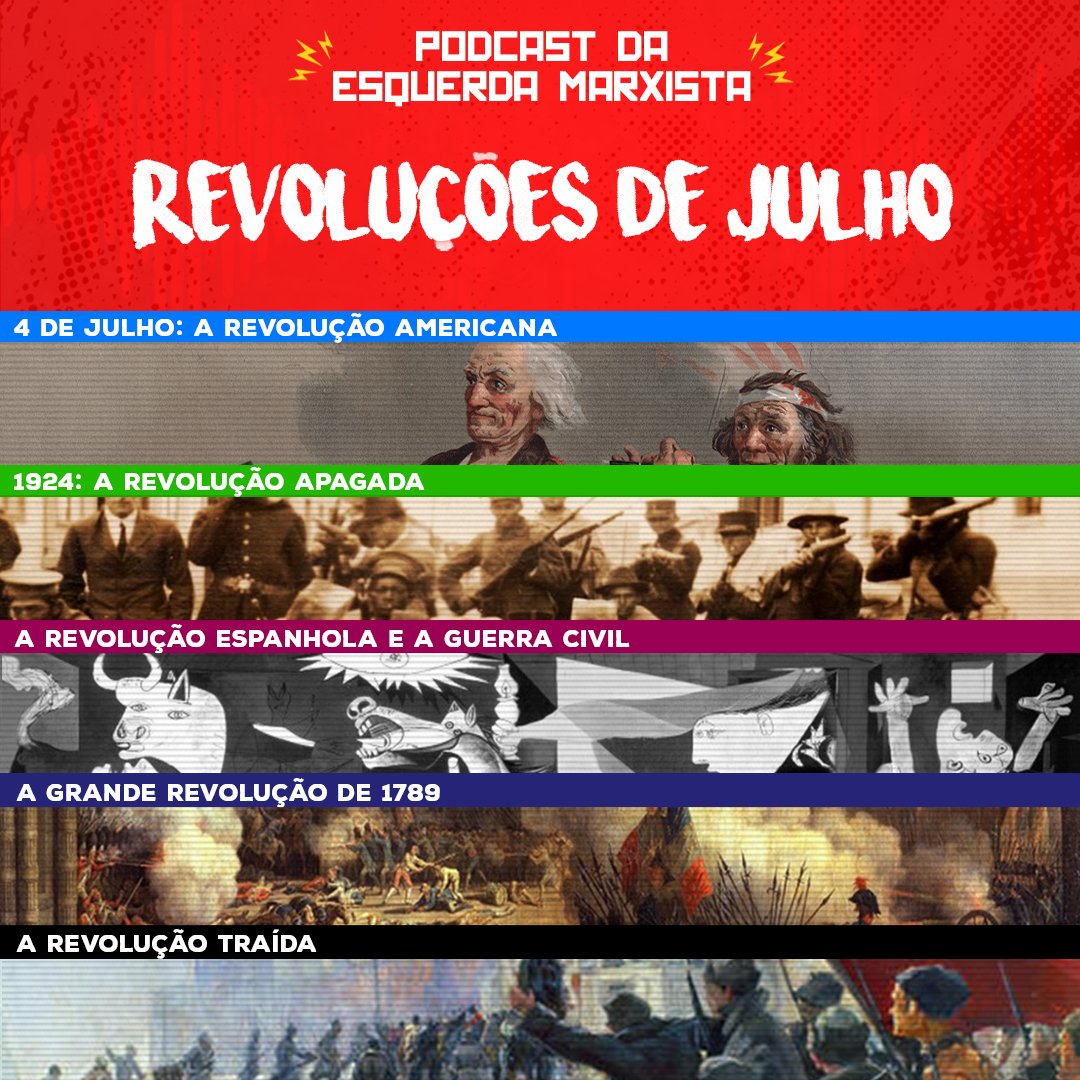 PODCAST DA
ESQUERDA MARXISTA
REVOLUÇÕES DE JULHO
4 DE JULHO: A REVOLUÇÃO AMERICANA
1924: A REVOLUÇÃO APAGADA
A REVOLUÇÃO ESPANHOLA E A GUERRA CIVIL
A GRANDE REVOLUÇÃO DE 1789
A REVOLUÇÃO TRAÍDA